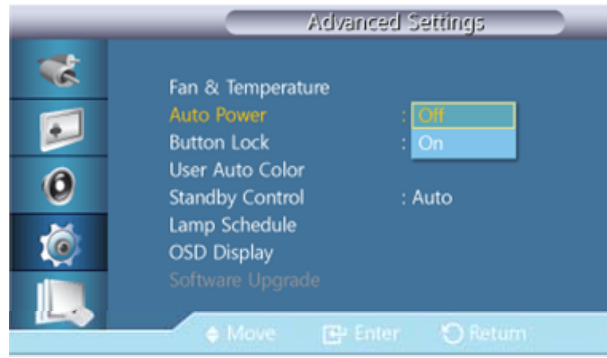 Advanced Settings
Fan & Temperature
Auto Power : Off
Button Lock : On
User Auto Color
Standby Control : Auto
Lamp Schedule
OSD Display
Software Upgrade
Move Enter Return